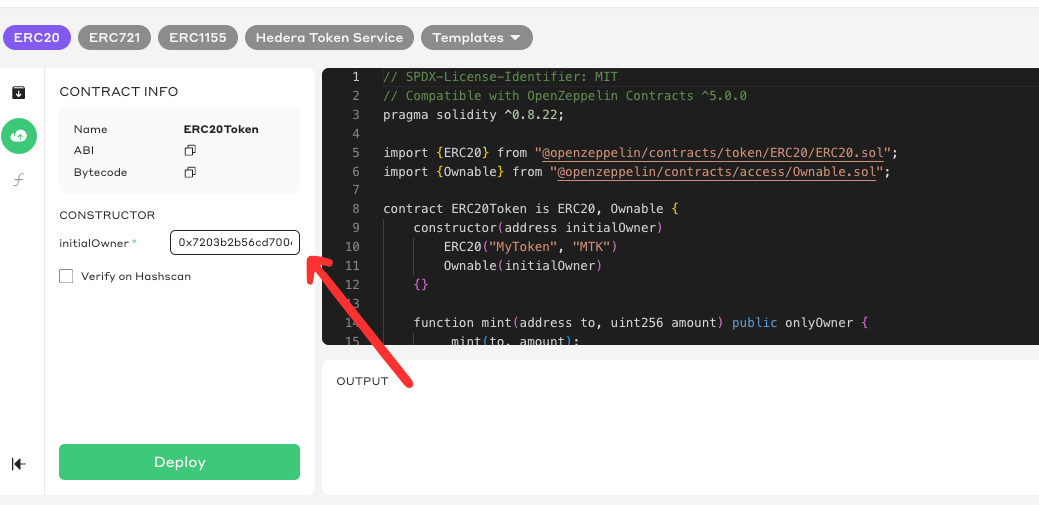 ERC20 ERC721 ERC1155 Hedera Token Service Templates
CONTRACT INFO
Name ERC20Token
ABI
Bytecode
CONSTRUCTOR
initialOwner * 0x7203b2b56cd700
Verify on Hashscan
Deploy
1 // SPDX-License-Identifier: MIT
2 // Compatible with OpenZeppelin Contracts ^5.0.0
3 pragma solidity ^0.8.22;
4
5 import {ERC20} from "@openzeppelin/contracts/token/ERC20/ERC20.sol";
6 import {Ownable} from "@openzeppelin/contracts/access/Ownable.sol";
7
8 contract ERC20Token is ERC20, Ownable {
9 constructor(address initialOwner)
10 ERC20("MyToken", "MTK")
11 Ownable(initialOwner)
12 {}
13
14 function mint(address to, uint256 amount) public onlyOwner {
15 _mint(to, amount);
OUTPUT